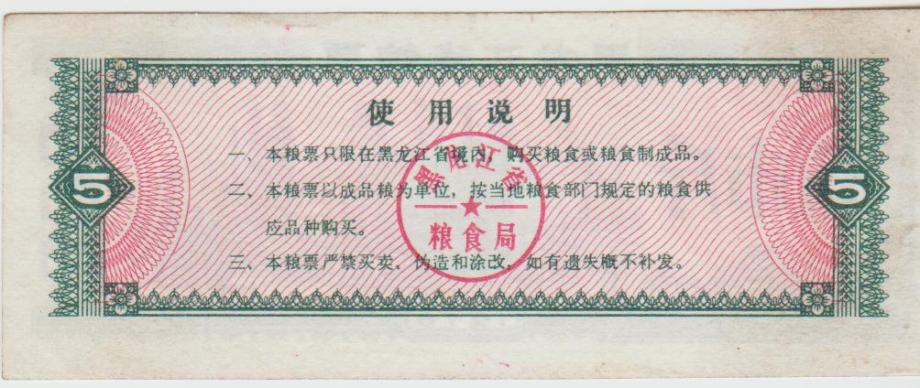 使用说明
一、本粮票只限在黑龙江省境内，购买粮食或粮食制成品。
二、本粮票以成品粮为单位，按当地粮食部门规定的粮食供
应品种购买。
三、本粮票严禁买卖、伪造和涂改，如有遗失概不补发。
黑龙江省
粮食局
5
5